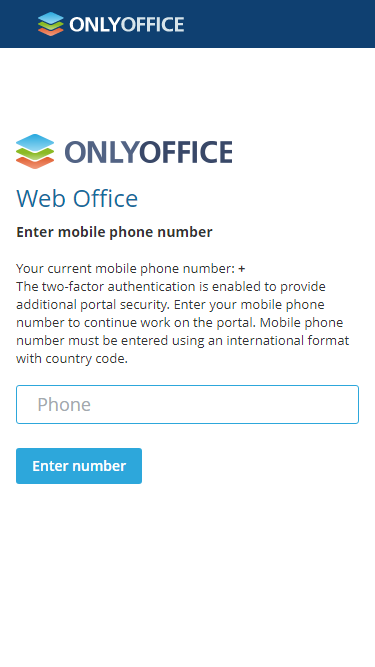 ONLYOFFICE
ONLYOFFICE
Web Office
Enter mobile phone number
Your current mobile phone number: +
The two-factor authentication is enabled to provide
additional portal security. Enter your mobile phone
number to continue work on the portal. Mobile phone
number must be entered using an international format
with country code.
Phone
Enter number